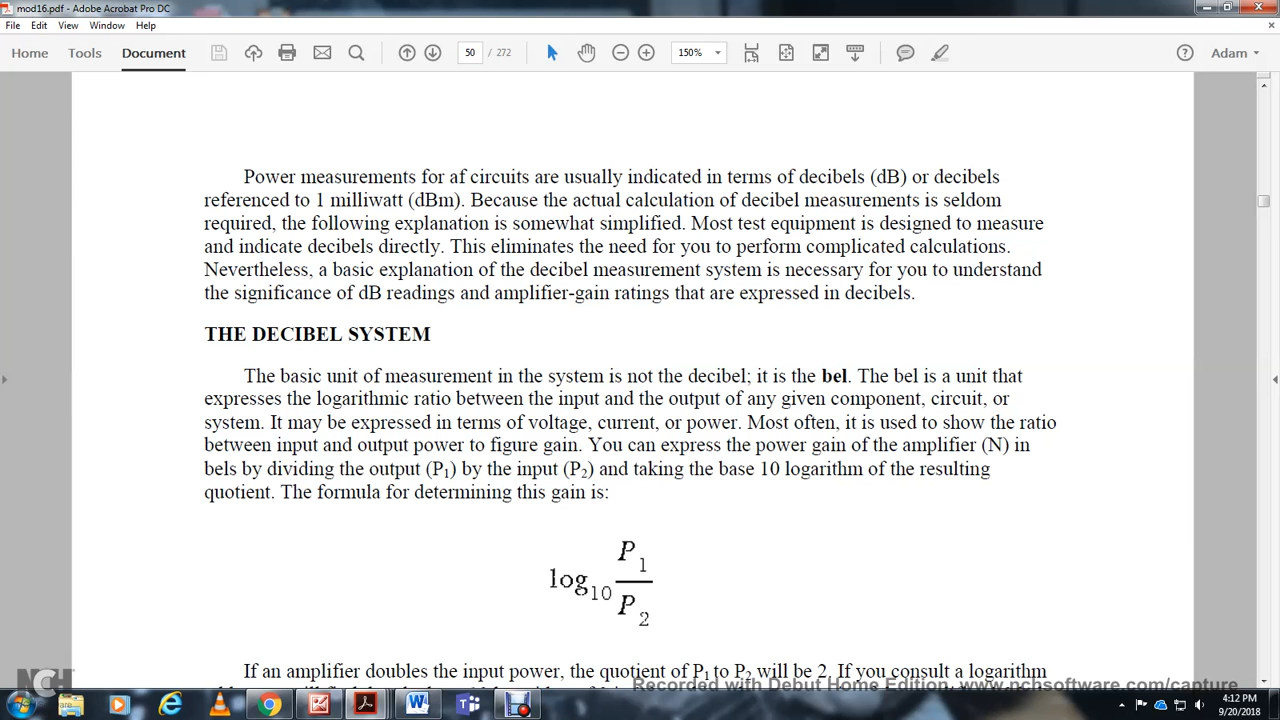 mod16.pdf - Adobe Acrobat Pro DC
File Edit View Window Help
Home Tools Document 50 / 272 150% Adam
Power measurements for af circuits are usually indicated in terms of decibels (dB) or decibels
referenced to 1 milliwatt (dBm). Because the actual calculation of decibel measurements is seldom
required, the following explanation is somewhat simplified. Most test equipment is designed to measure
and indicate decibels directly. This eliminates the need for you to perform complicated calculations.
Nevertheless, a basic explanation of the decibel measurement system is necessary for you to understand
the significance of dB readings and amplifier-gain ratings that are expressed in decibels.
THE DECIBEL SYSTEM
The basic unit of measurement in the system is not the decibel; it is the bel. The bel is a unit that
expresses the logarithmic ratio between the input and the output of any given component, circuit, or
system. It may be expressed in terms of voltage, current, or power. Most often, it is used to show the ratio
between input and output power to figure gain. You can express the power gain of the amplifier (N) in
bels by dividing the output (P1) by the input (P2) and taking the base 10 logarithm of the resulting
quotient. The formula for determining this gain is:
log10 P1
P2
If an amplifier doubles the input power, the quotient of P1 to P2 will be 2. If you consult a logarithm
Recorded with Debut Home Edition. www.nchsoftware.com/capture
NCH
4:12 PM
9/20/2018